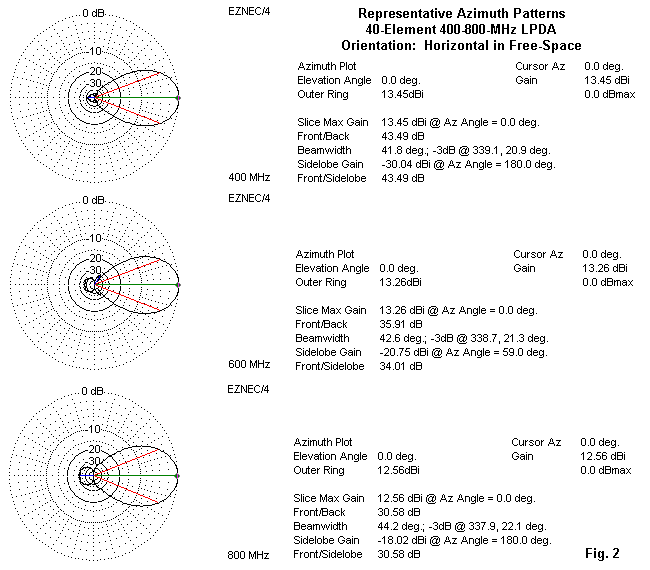 Representative Azimuth Patterns
40-Element 400-800-MHz LPDA
Orientation: Horizontal in Free-Space
0 dB
EZNEC/4
-10
-20
-30
400 MHz
Azimuth Plot Cursor Az 0.0 deg.
Elevation Angle 0.0 deg. Gain 13.45 dBi
Outer Ring 13.45dBi 0.0 dBmax
Slice Max Gain 13.45 dBi @ Az Angle = 0.0 deg.
Front/Back 43.49 dB
Beamwidth 41.8 deg.; -3dB @ 339.1, 20.9 deg.
Sidelobe Gain -30.04 dBi @ Az Angle = 180.0 deg.
Front/Sidelobe 43.49 dB
0 dB
EZNEC/4
-10
-20
-30
600 MHz
Azimuth Plot Cursor Az 0.0 deg.
Elevation Angle 0.0 deg. Gain 13.26 dBi
Outer Ring 13.26dBi 0.0 dBmax
Slice Max Gain 13.26 dBi @ Az Angle = 0.0 deg.
Front/Back 35.91 dB
Beamwidth 42.6 deg.; -3dB @ 338.7, 21.3 deg.
Sidelobe Gain -20.75 dBi @ Az Angle = 59.0 deg.
Front/Sidelobe 34.01 dB
0 dB
EZNEC/4
-10
-20
-30
800 MHz
Azimuth Plot Cursor Az 0.0 deg.
Elevation Angle 0.0 deg. Gain 12.56 dBi
Outer Ring 12.56dBi 0.0 dBmax
Slice Max Gain 12.56 dBi @ Az Angle = 0.0 deg.
Front/Back 30.58 dB
Beamwidth 44.2 deg.; -3dB @ 337.9, 22.1 deg.
Sidelobe Gain -18.02 dBi @ Az Angle = 180.0 deg.
Front/Sidelobe 30.58 dB
Fig. 2